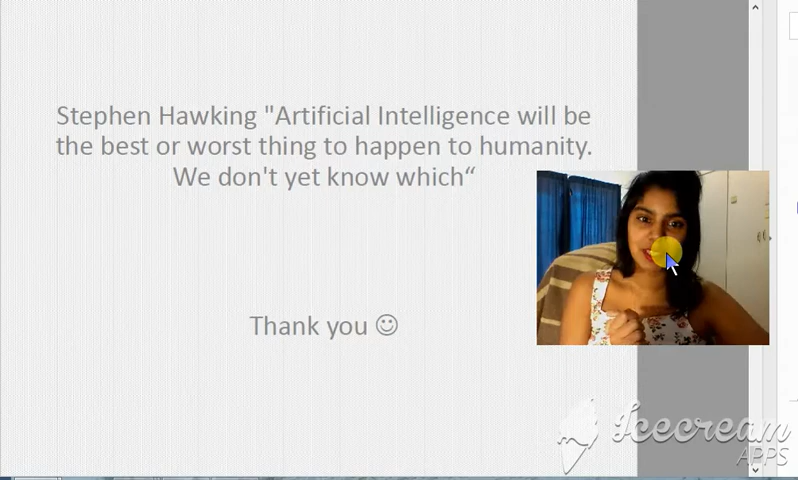 Stephen Hawking "Artificial Intelligence will be
the best or worst thing to happen to humanity.
We don't yet know which“
Thank you ☺
Icecream
APPS